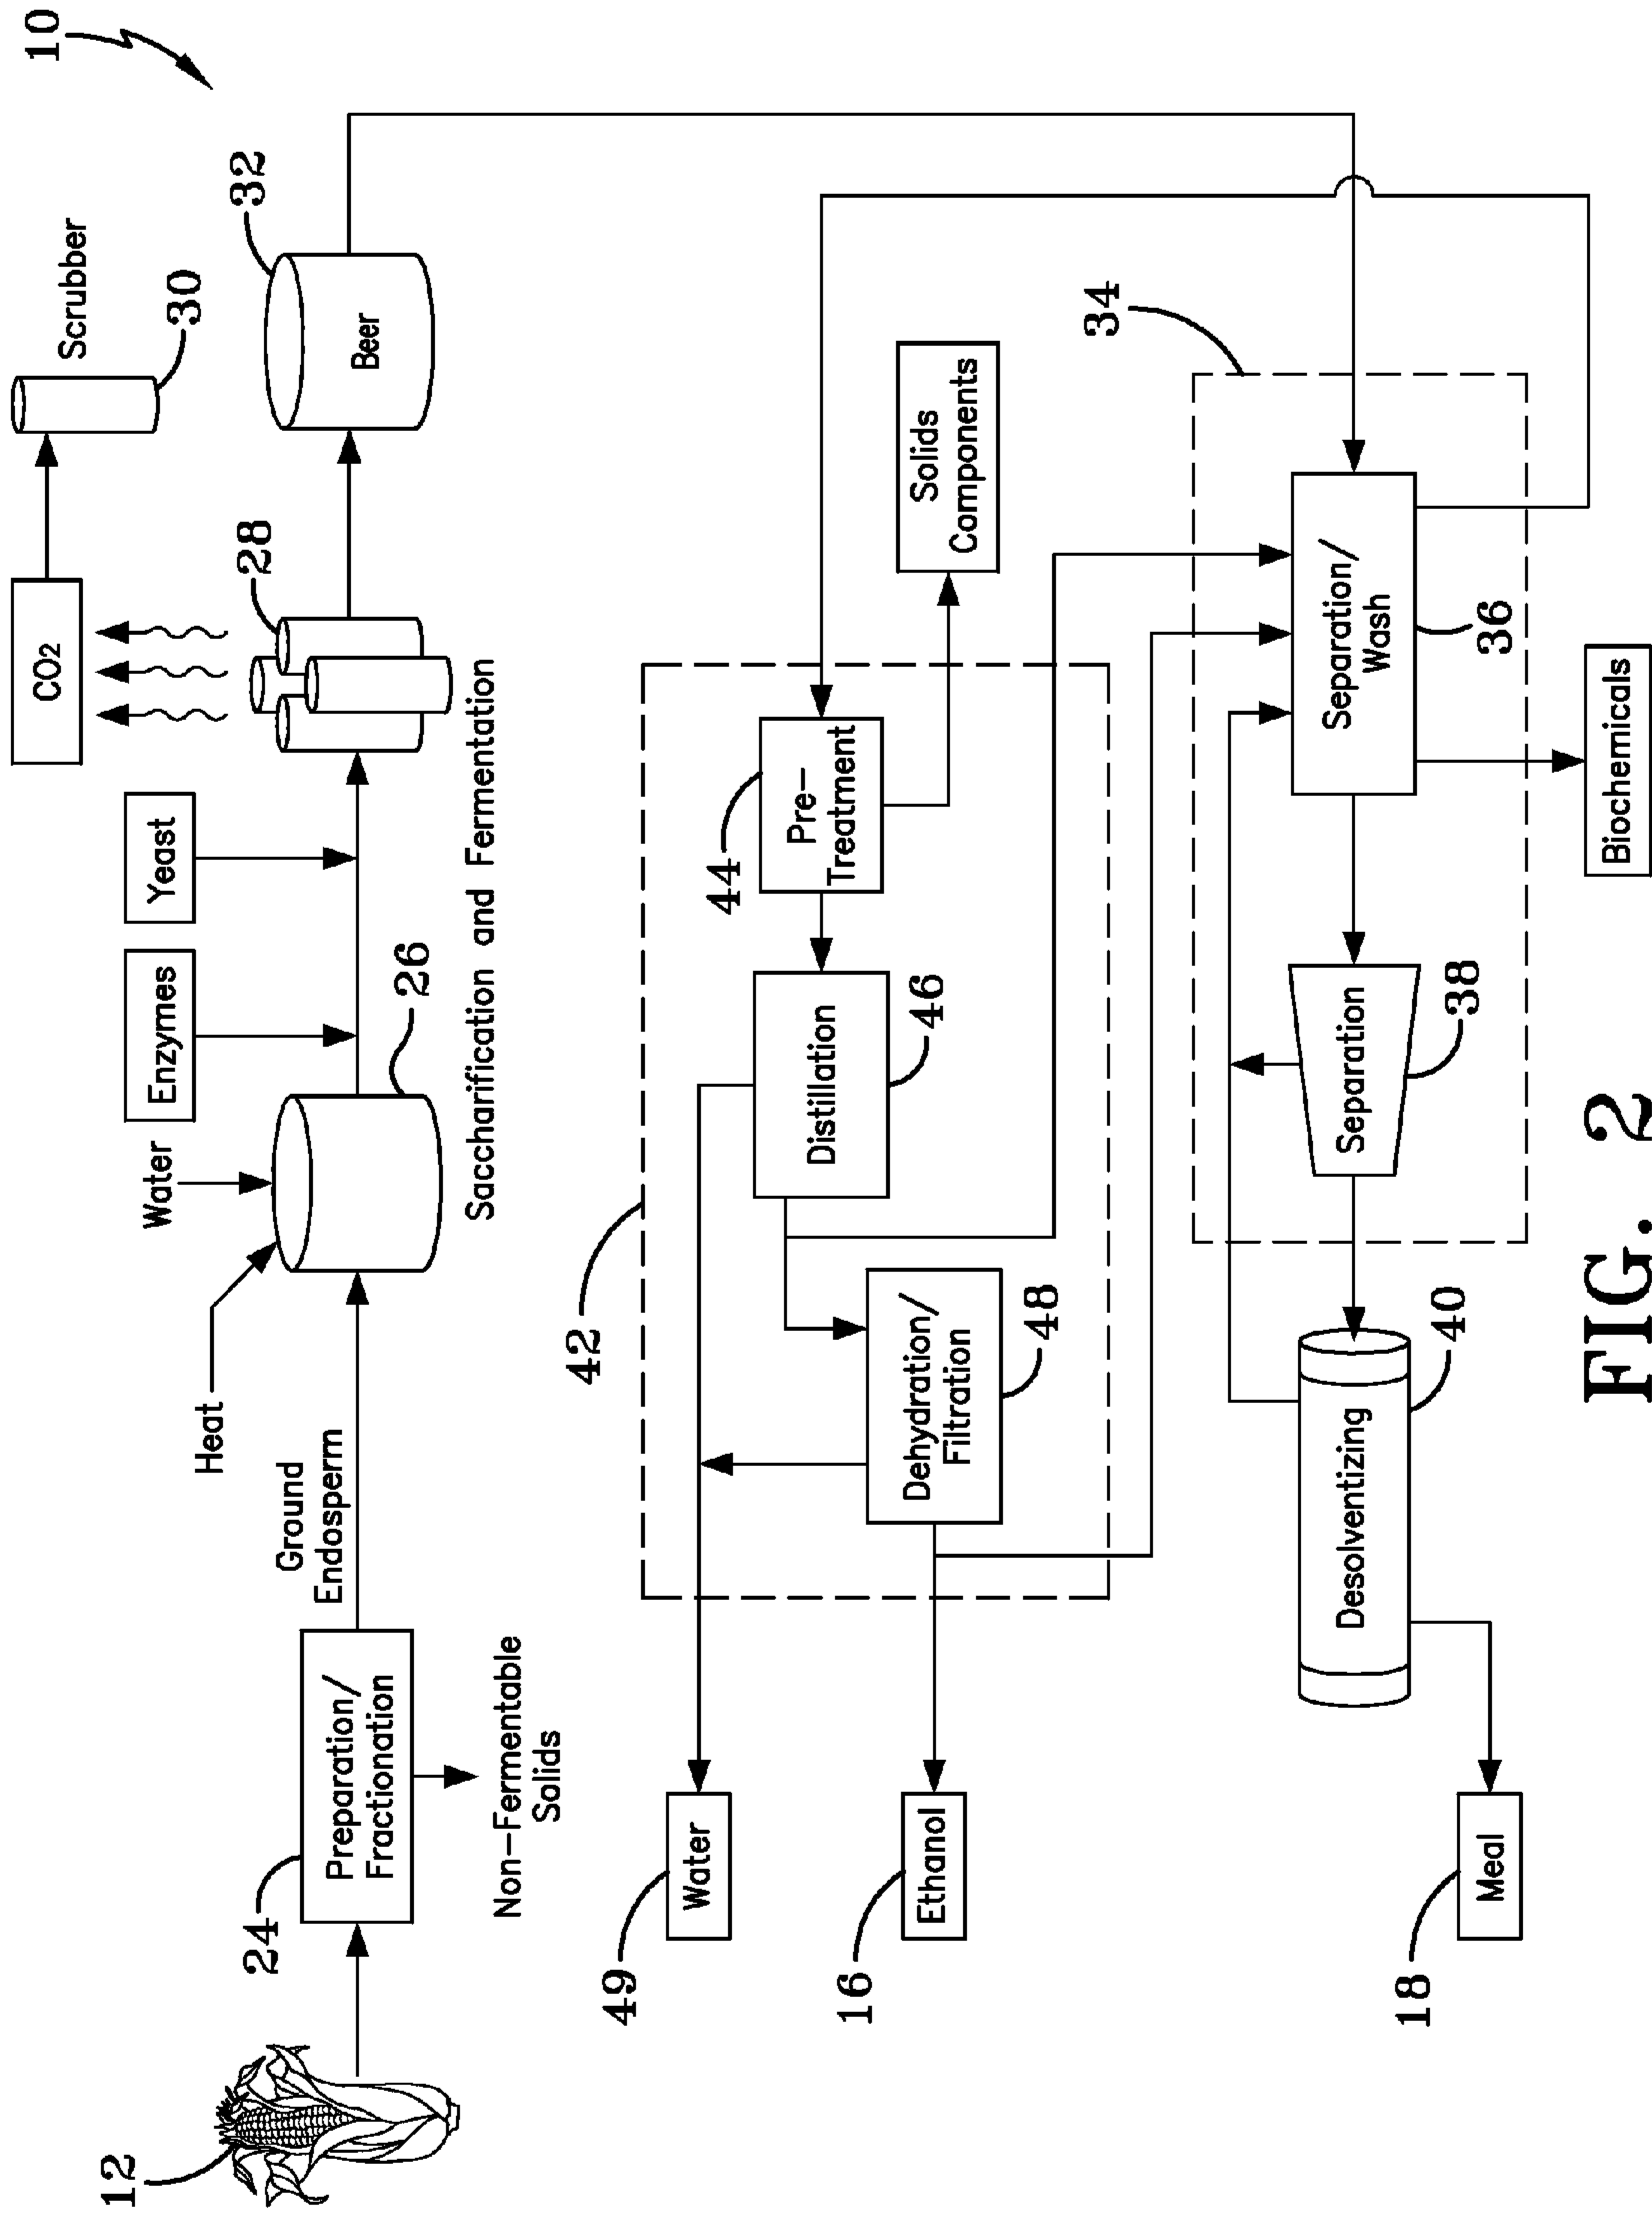 10
Scrubber
30
CO2
32
Beer
28
Yeast
Enzymes
Water
Heat
26
Saccharification and Fermentation
Ground
Endosperm
24
Preparation/
Fractionation
Non-Fermentable
Solids
12
42
44
Pre-
Treatment
Solids
Components
Distillation
46
Dehydration/
Filtration
48
49
Water
16
Ethanol
34
Separation/
Wash
36
Separation
38
Desolventizing
40
Biochemicals
18
Meal
FIG. 2